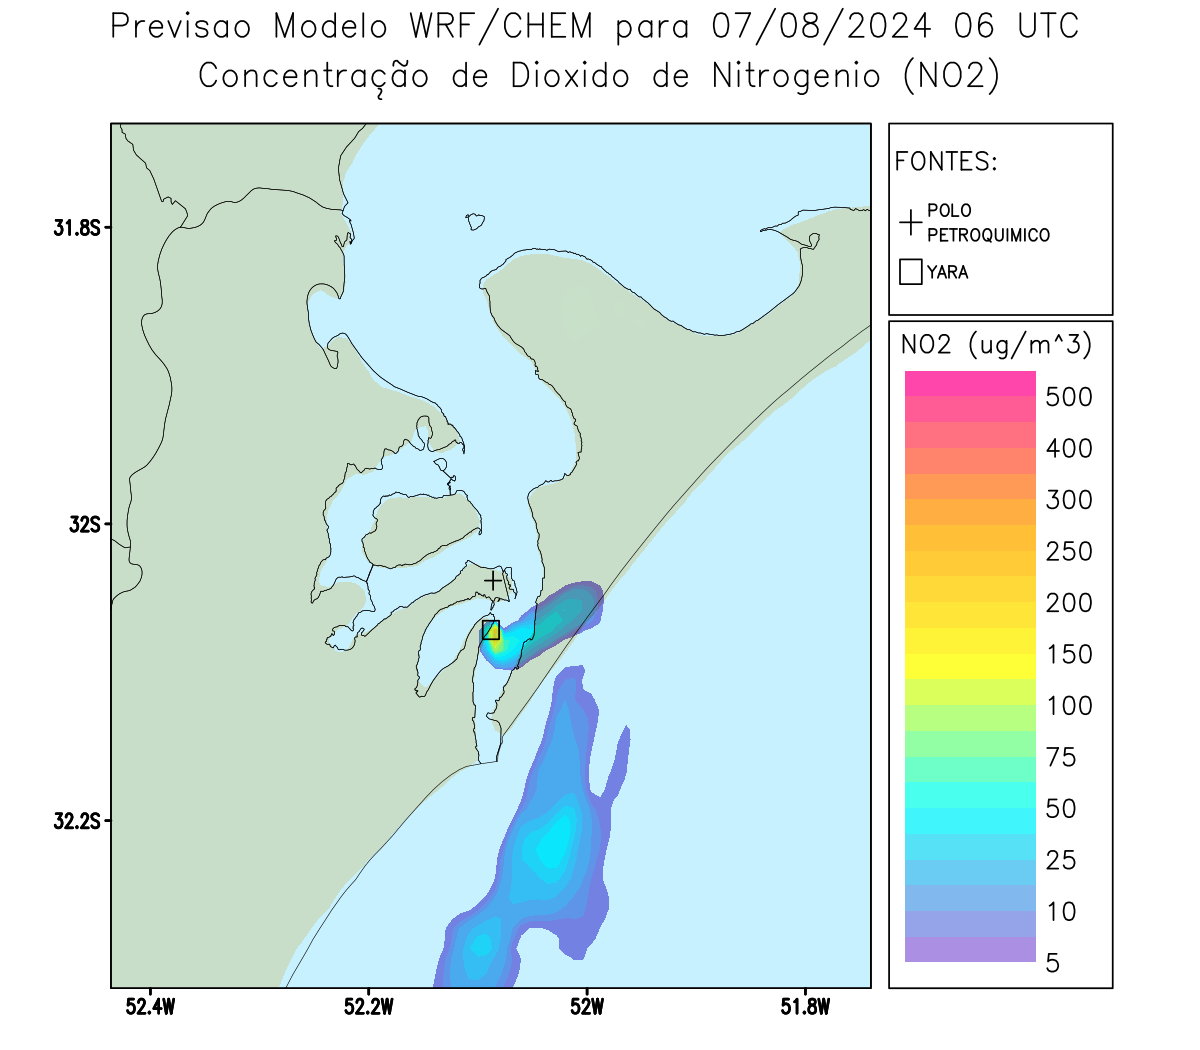 Previsao Modelo WRF/CHEM para 07/08/2024 06 UTC
Concentração de Dioxido de Nitrogenio (NO2)
FONTES:
POLO
PETROQUIMICO
YARA
NO2 (ug/m^3)
500
400
300
250
200
150
100
75
50
25
10
5
31.8S
32S
32.2S
52.4W
52.2W
52W
51.8W